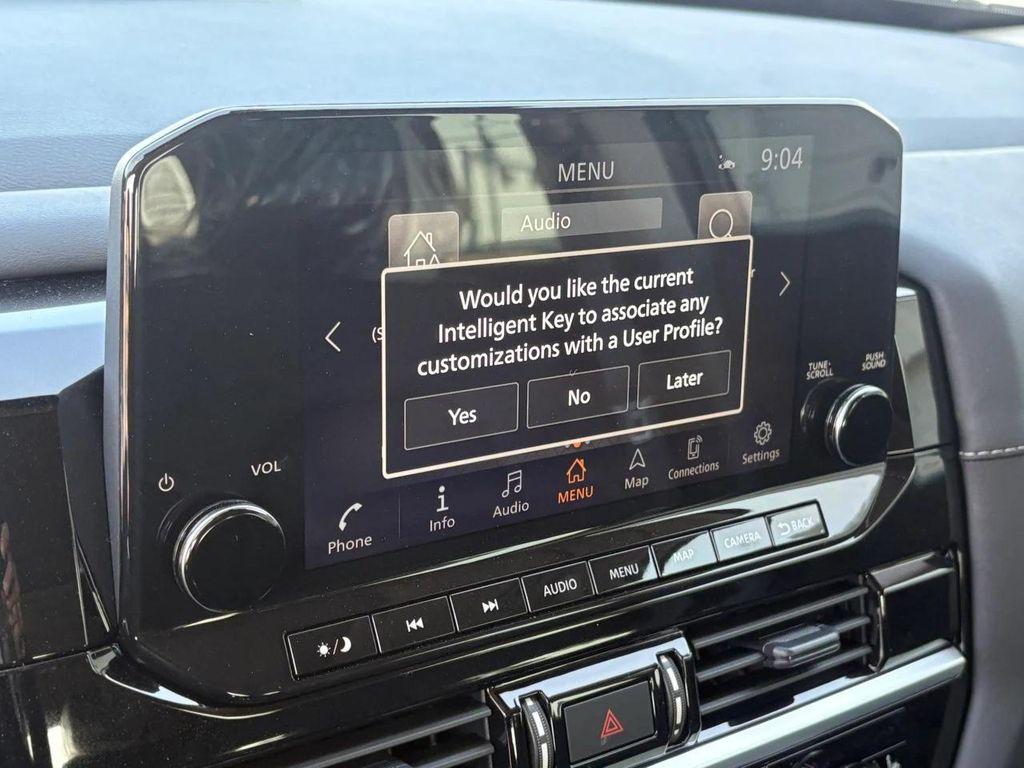 MENU
9:04
Audio
Would you like the current
Intelligent Key to associate any
customizations with a User Profile?
Yes
No
Later
TUNE·
SCROLL
PUSH
SOUND
VOL
Phone
Info
Audio
MENU
Map
Connections
Settings
AUDIO
MENU
MAP
CAMERA
BACK